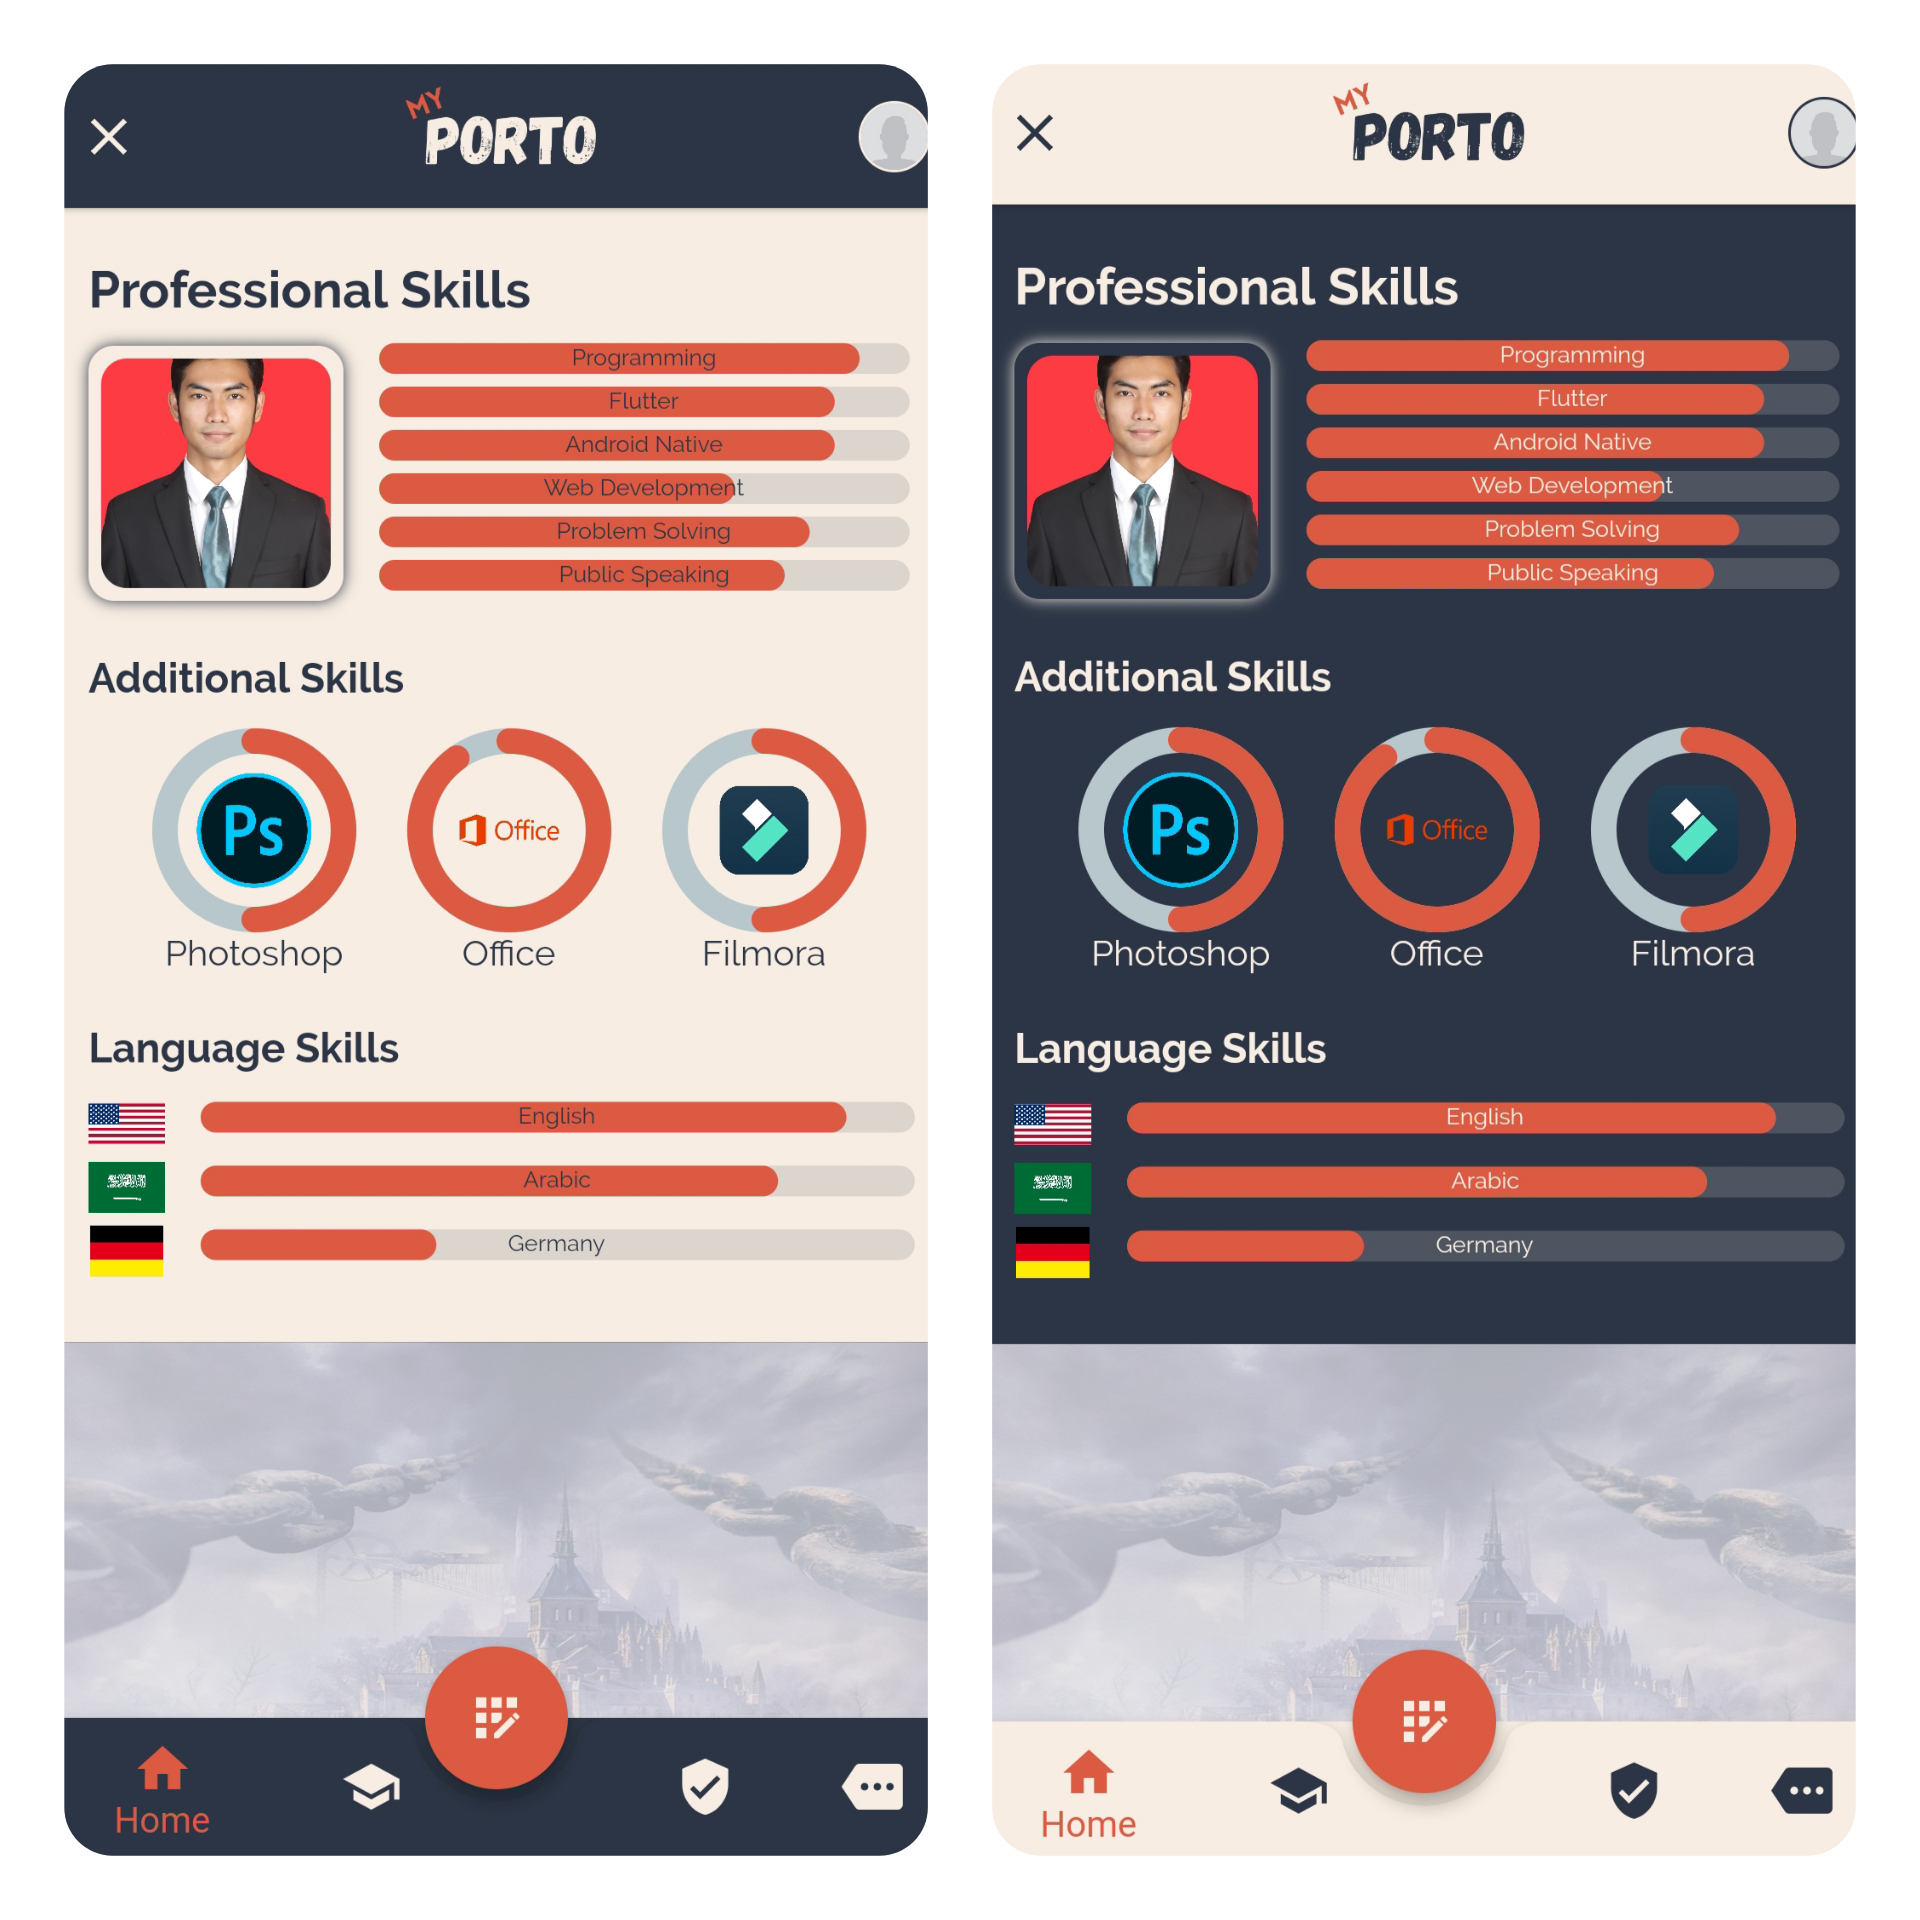 MY
PORTO
Professional Skills
Programming
Flutter
Android Native
Web Development
Problem Solving
Public Speaking
Additional Skills
Ps
Office
Photoshop
Office
Filmora
Language Skills
English
Arabic
Germany
Home
MY
PORTO
Professional Skills
Programming
Flutter
Android Native
Web Development
Problem Solving
Public Speaking
Additional Skills
Ps
Office
Photoshop
Office
Filmora
Language Skills
English
Arabic
Germany
Home